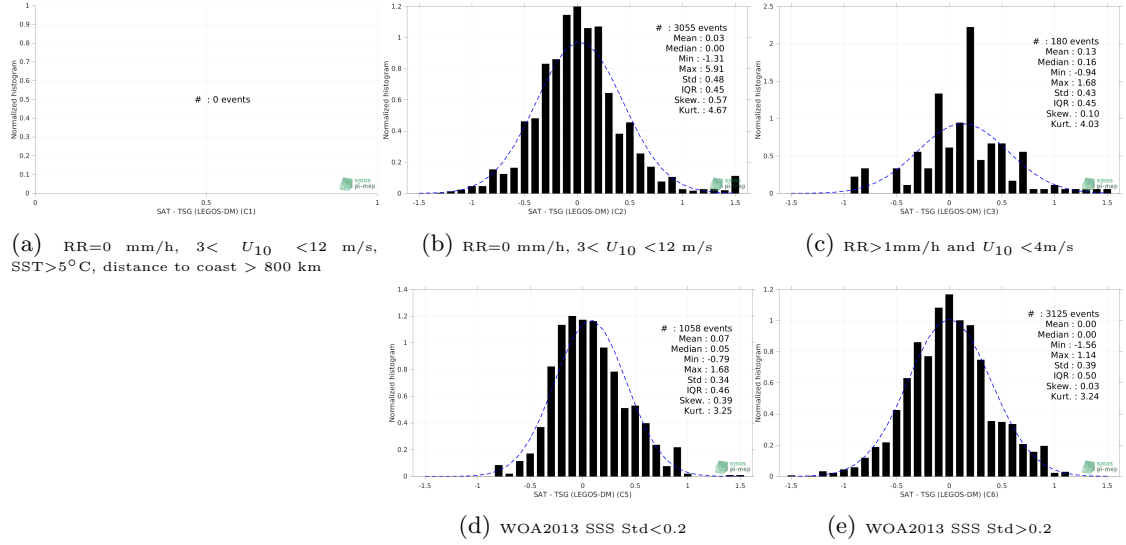 1
0.9
0.8
0.7
0.6
0.5
0.4
0.3
0.2
0.1
0
Normalized histogram
# : 0 events
smos
pi-mep
0 0.5 1
SAT - TSG (LEGOS-DM) (C1)
(a) RR=0 mm/h, 3< U10 <12 m/s,
SST>5°C, distance to coast > 800 km
1.2
1
0.8
0.6
0.4
0.2
0
Normalized histogram
# : 3055 events
Mean : 0.03
Median : 0.00
Min : -1.31
Max : 5.91
Std : 0.48
IQR : 0.45
Skew. : 0.57
Kurt. : 4.67
smos
pi-mep
-1.5 -1 -0.5 0 0.5 1 1.5
SAT - TSG (LEGOS-DM) (C2)
(b) RR=0 mm/h, 3< U10 <12 m/s
2.5
2
1.5
1
0.5
0
Normalized histogram
# : 180 events
Mean : 0.13
Median : 0.16
Min : -0.94
Max : 1.68
Std : 0.43
IQR : 0.45
Skew. : 0.10
Kurt. : 4.03
smos
pi-mep
-1.5 -1 -0.5 0 0.5 1 1.5
SAT - TSG (LEGOS-DM) (C3)
(c) RR>1mm/h and U10 <4m/s
1.4
1.2
1
0.8
0.6
0.4
0.2
0
Normalized histogram
# : 1058 events
Mean : 0.07
Median : 0.05
Min : -0.79
Max : 1.68
Std : 0.34
IQR : 0.46
Skew. : 0.39
Kurt. : 3.25
smos
pi-mep
-1.5 -1 -0.5 0 0.5 1 1.5
SAT - TSG (LEGOS-DM) (C5)
(d) WOA2013 SSS Std<0.2
1.2
1
0.8
0.6
0.4
0.2
0
Normalized histogram
# : 3125 events
Mean : 0.00
Median : 0.00
Min : -1.56
Max : 1.14
Std : 0.39
IQR : 0.50
Skew. : 0.03
Kurt. : 3.24
smos
pi-mep
-1.5 -1 -0.5 0 0.5 1 1.5
SAT - TSG (LEGOS-DM) (C6)
(e) WOA2013 SSS Std>0.2